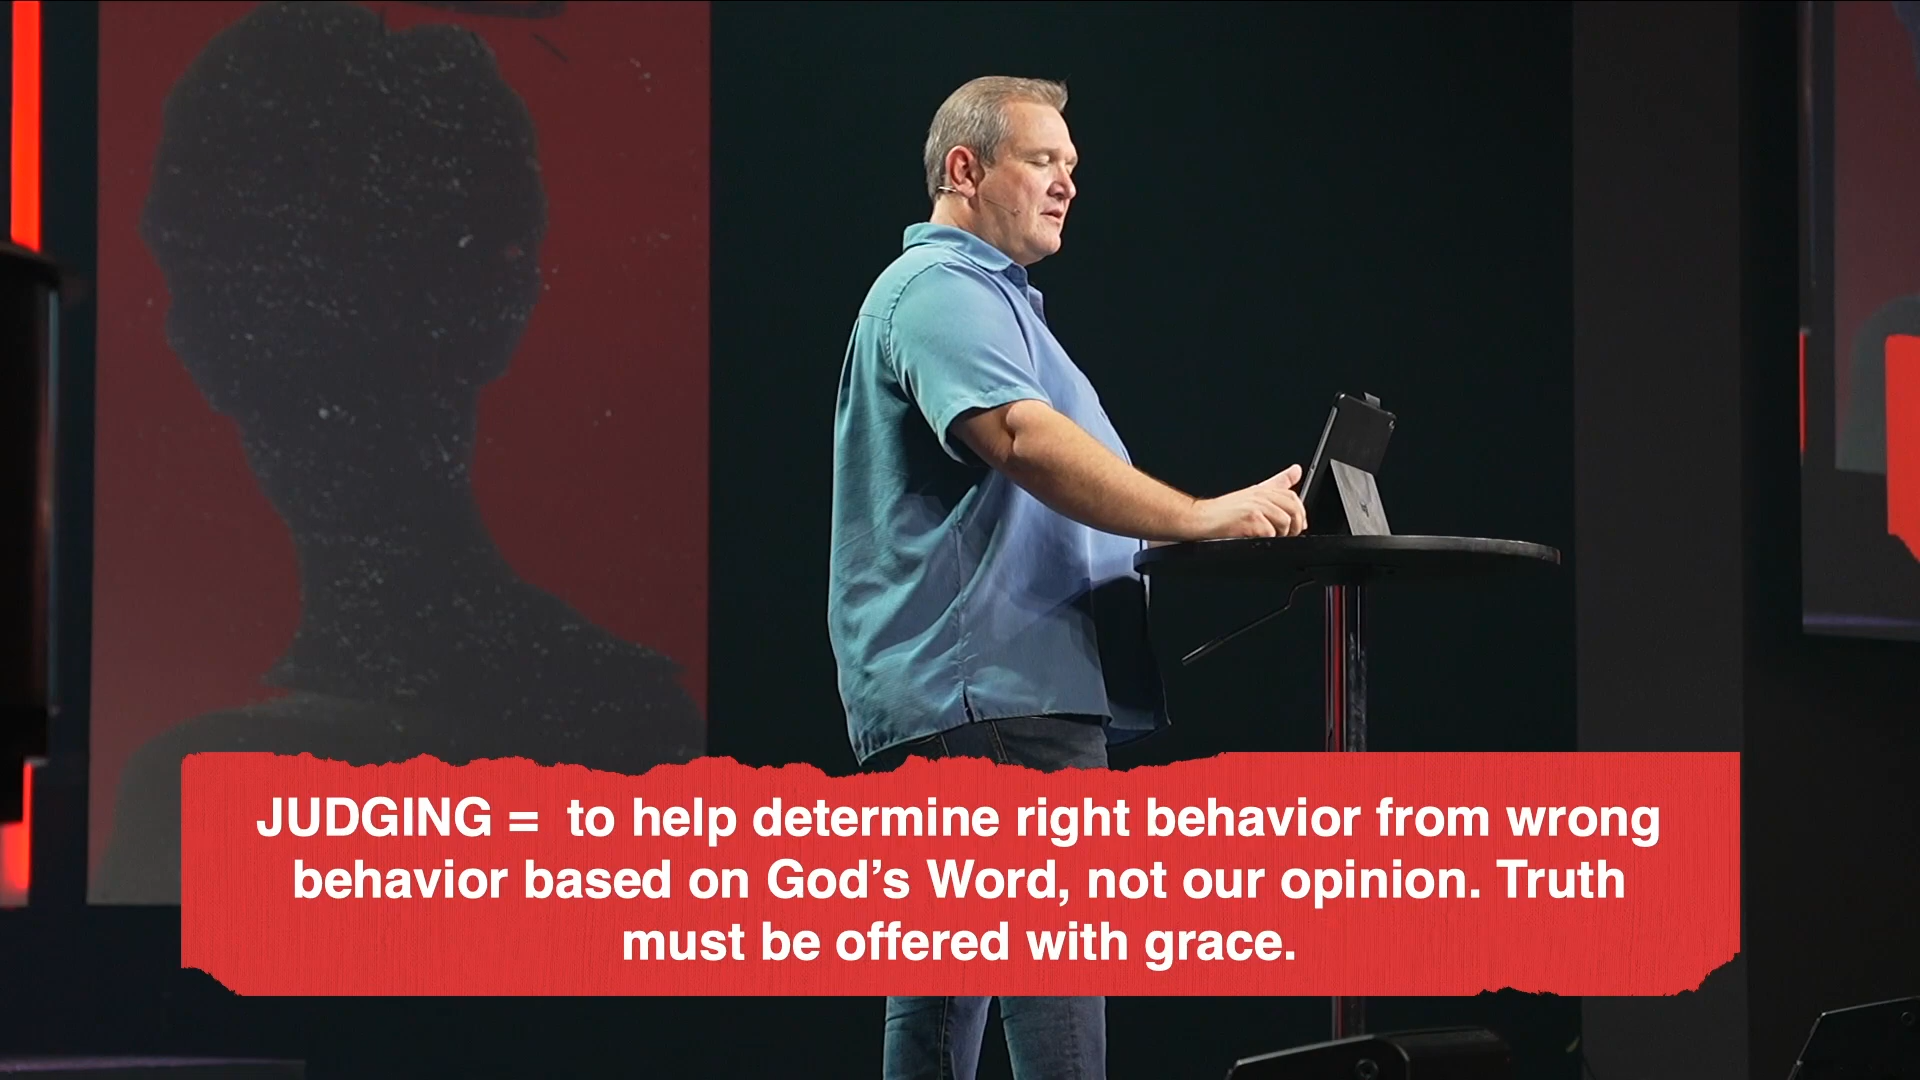 JUDGING =  to help determine right behavior from wrong
behavior based on God’s Word, not our opinion. Truth
must be offered with grace.